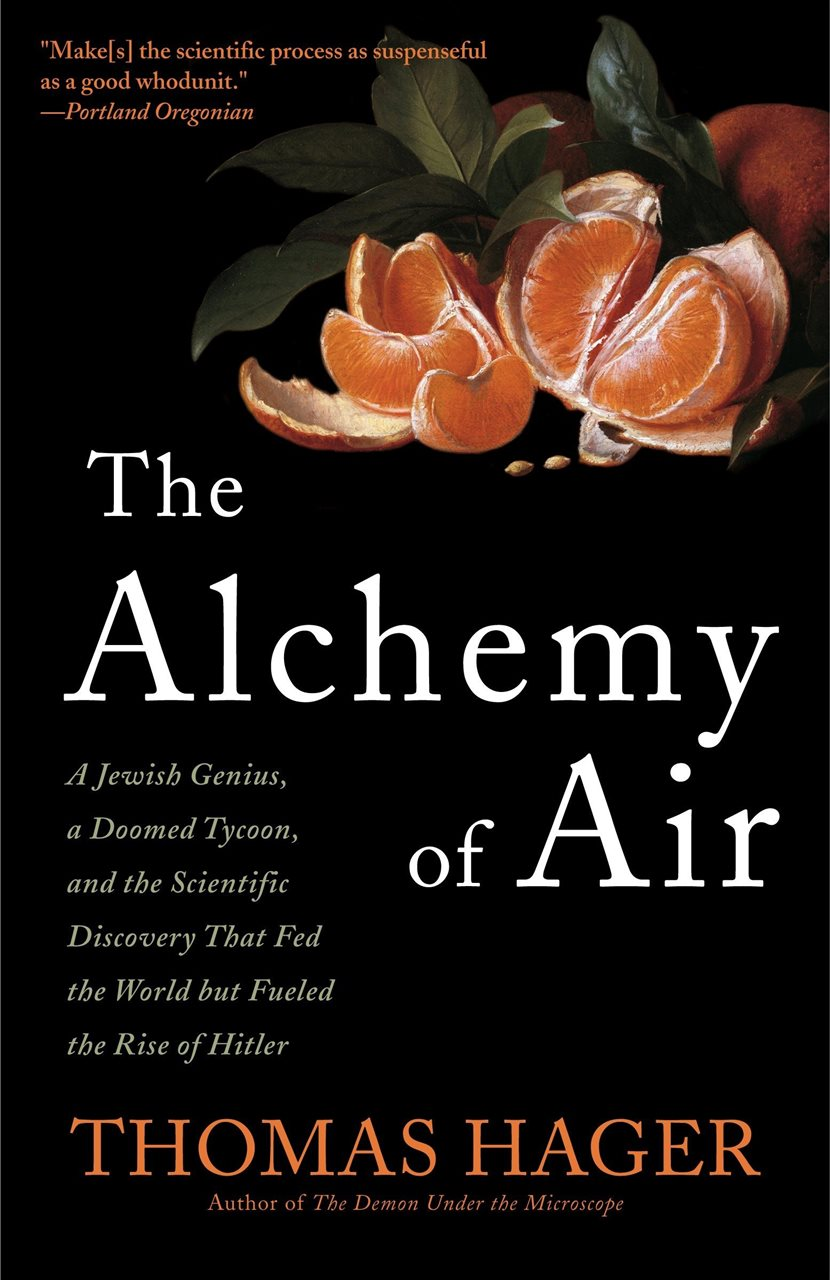 "Make[s] the scientific process as suspenseful
as a good whodunit."
—Portland Oregonian
The
Alchemy
of Air
A Jewish Genius,
a Doomed Tycoon,
and the Scientific
Discovery That Fed
the World but Fueled
the Rise of Hitler
THOMAS HAGER
Author of The Demon Under the Microscope